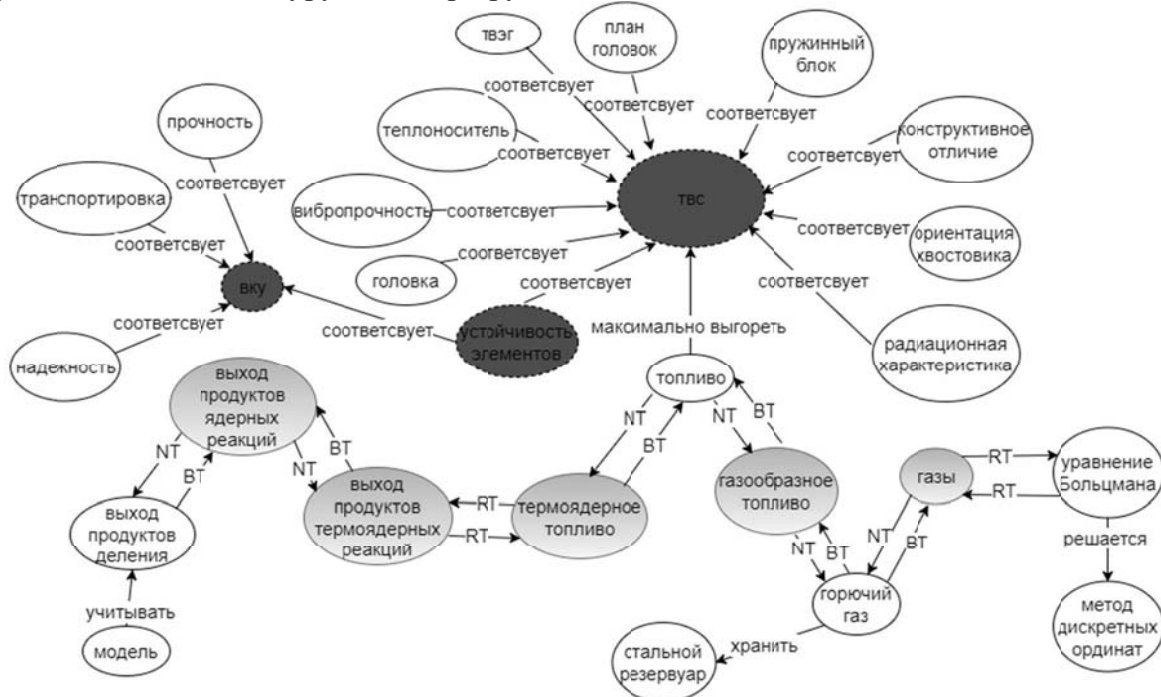 твэг
план
головок
пружинный
блок
соответсвует
соответсвует
соответсвует
прочность
теплоноситель
соответсвует
конструктивное
отличие
соответсвует
соответсвует
транспортировка
вибропрочность
соответсвует
твс
соответсвует
соответсвует
ориентация
хвостовика
соответсвует
головка
вку
соответсвует
соответсвует
соответсвует
соответсвует
устойчивость
элементов
максимально выгореть
радиационная
характеристика
надежность
выход
продуктов
ядерных
реакций
топливо
NT
BT
NT
BT
NT
BT
NT
BT
выход
продуктов
термоядерных
реакций
RT
RT
термоядерное
топливо
газообразное
топливо
газы
RT
RT
уравнение
Больцмана
выход
продуктов
деления
NT
BT
NT
BT
решается
учитывать
горючий
газ
модель
хранить
стальной
резервуар
метод
дискретных
ординат